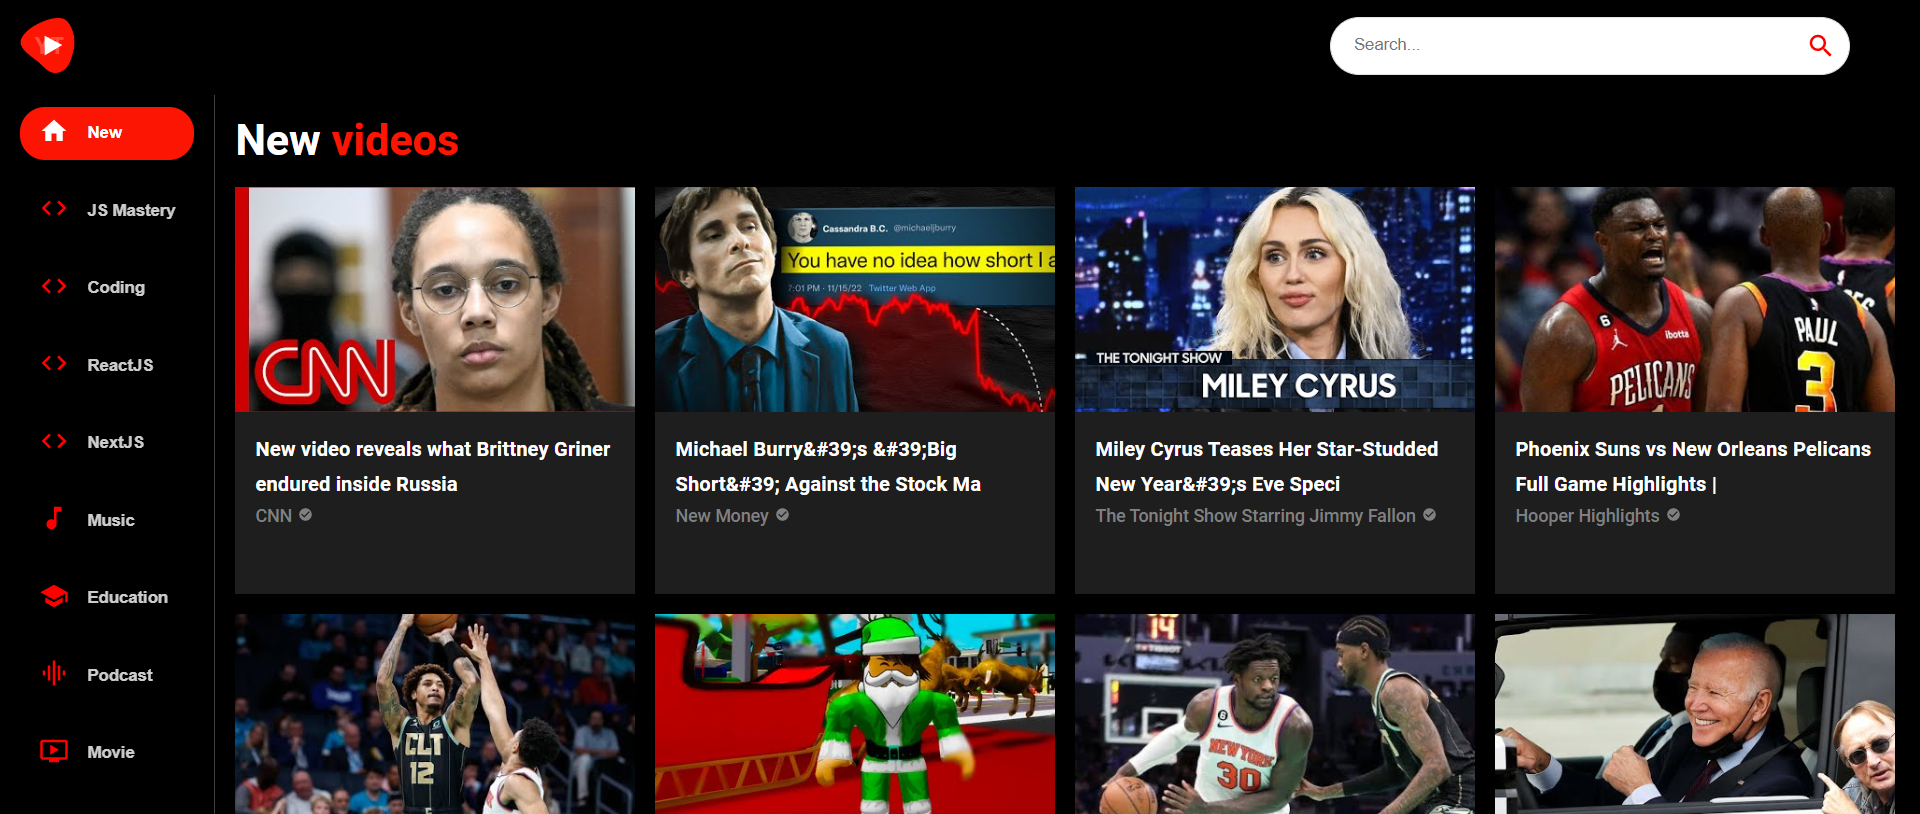 YT
Search...
New
JS Mastery
Coding
ReactJS
NextJS
Music
Education
Podcast
Movie
New videos
CNN
New video reveals what Brittney Griner
endured inside Russia
CNN
Cassandra B.C. @michaeljburry
You have no idea how short I a
7:01 PM · 11/15/22 Twitter Web App
Michael Burry&#39;s &#39;Big
Short&#39; Against the Stock Ma
New Money
THE TONIGHT SHOW
MILEY CYRUS
Miley Cyrus Teases Her Star-Studded
New Year&#39;s Eve Speci
The Tonight Show Starring Jimmy Fallon
6
ibotta
PELICANS
PAUL
3
Phoenix Suns vs New Orleans Pelicans
Full Game Highlights |
Hooper Highlights
CLT
12
14
NEW YORK
30